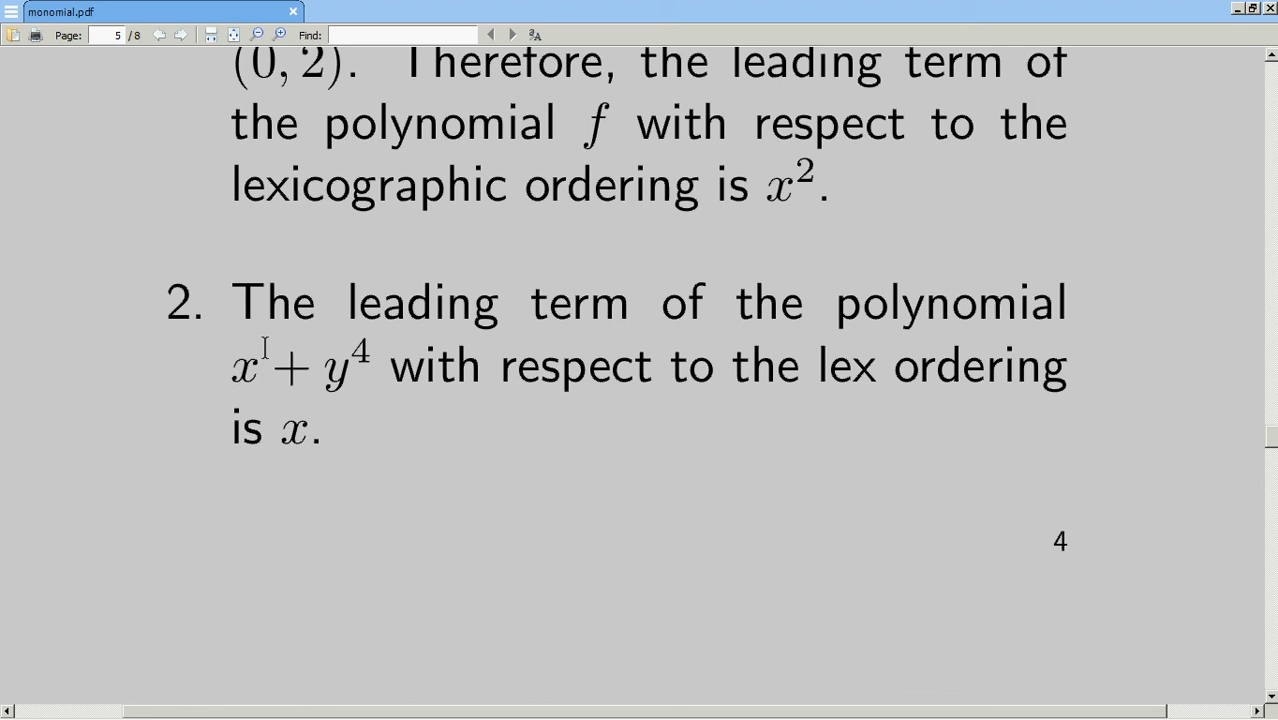 monomial.pdf
Page: 5 / 8 Find:
(0, 2). Therefore, the leading term of
the polynomial f with respect to the
lexicographic ordering is x².
2. The leading term of the polynomial
x + y⁴ with respect to the lex ordering
is x.
4